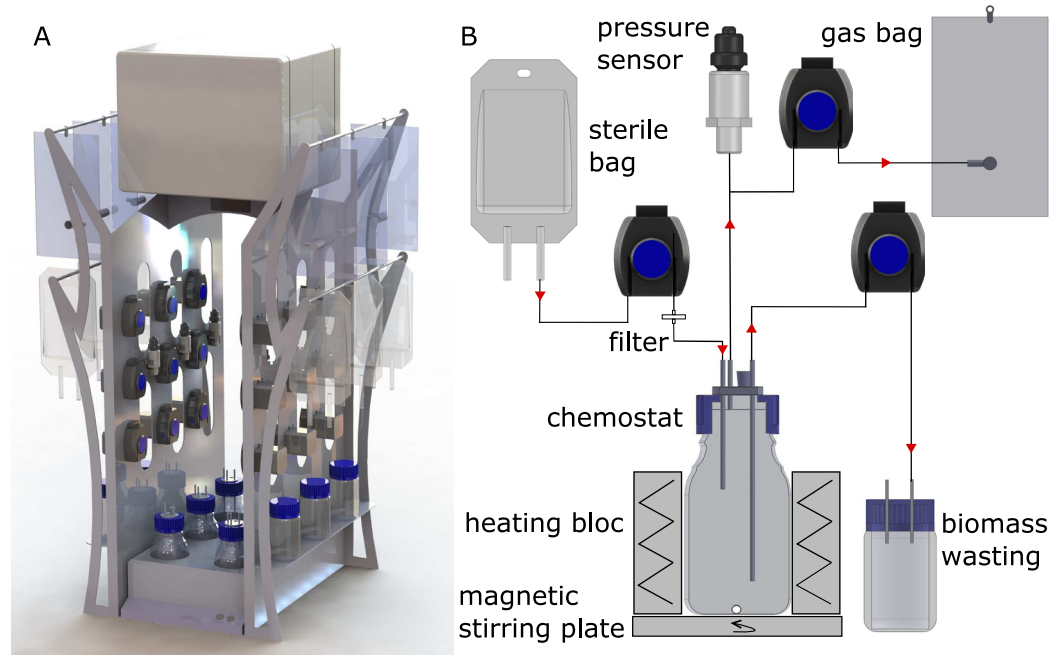 A
B
pressure
sensor
gas bag
sterile
bag
filter
chemostat
heating bloc
biomass
wasting
magnetic
stirring plate